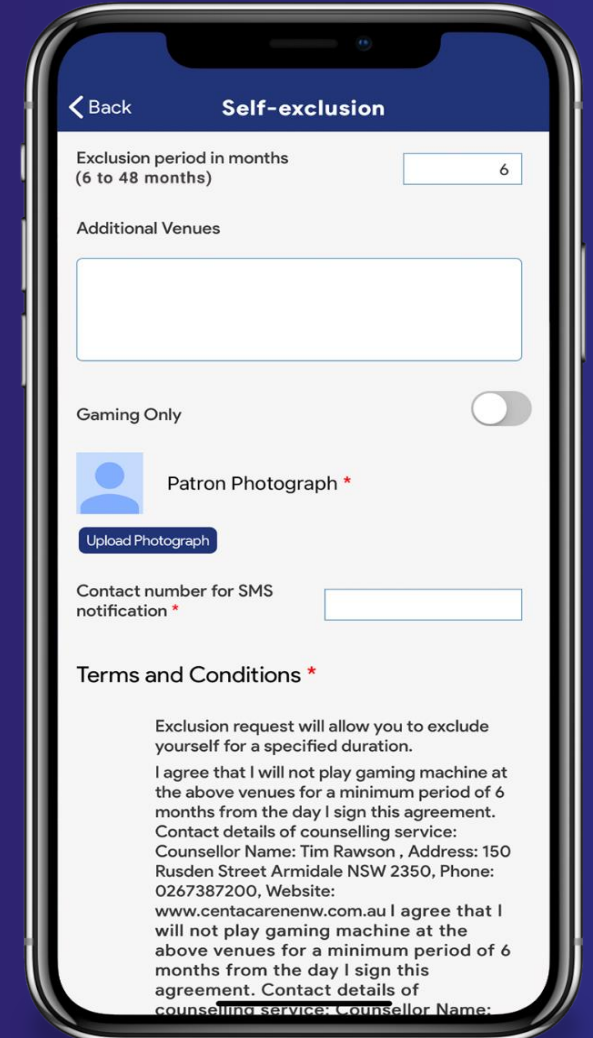 Back
Self-exclusion
Exclusion period in months
(6 to 48 months)
6
Additional Venues
Gaming Only
Patron Photograph *
Upload Photograph
Contact number for SMS
notification *
Terms and Conditions *
Exclusion request will allow you to exclude
yourself for a specified duration.
I agree that I will not play gaming machine at
the above venues for a minimum period of 6
months from the day I sign this agreement.
Contact details of counselling service:
Counsellor Name: Tim Rawson , Address: 150
Rusden Street Armidale NSW 2350, Phone:
0267387200, Website:
www.centacarenenw.com.au I agree that I
will not play gaming machine at the
above venues for a minimum period of 6
months from the day I sign this
agreement. Contact details of
counselling service: Counsellor Name: